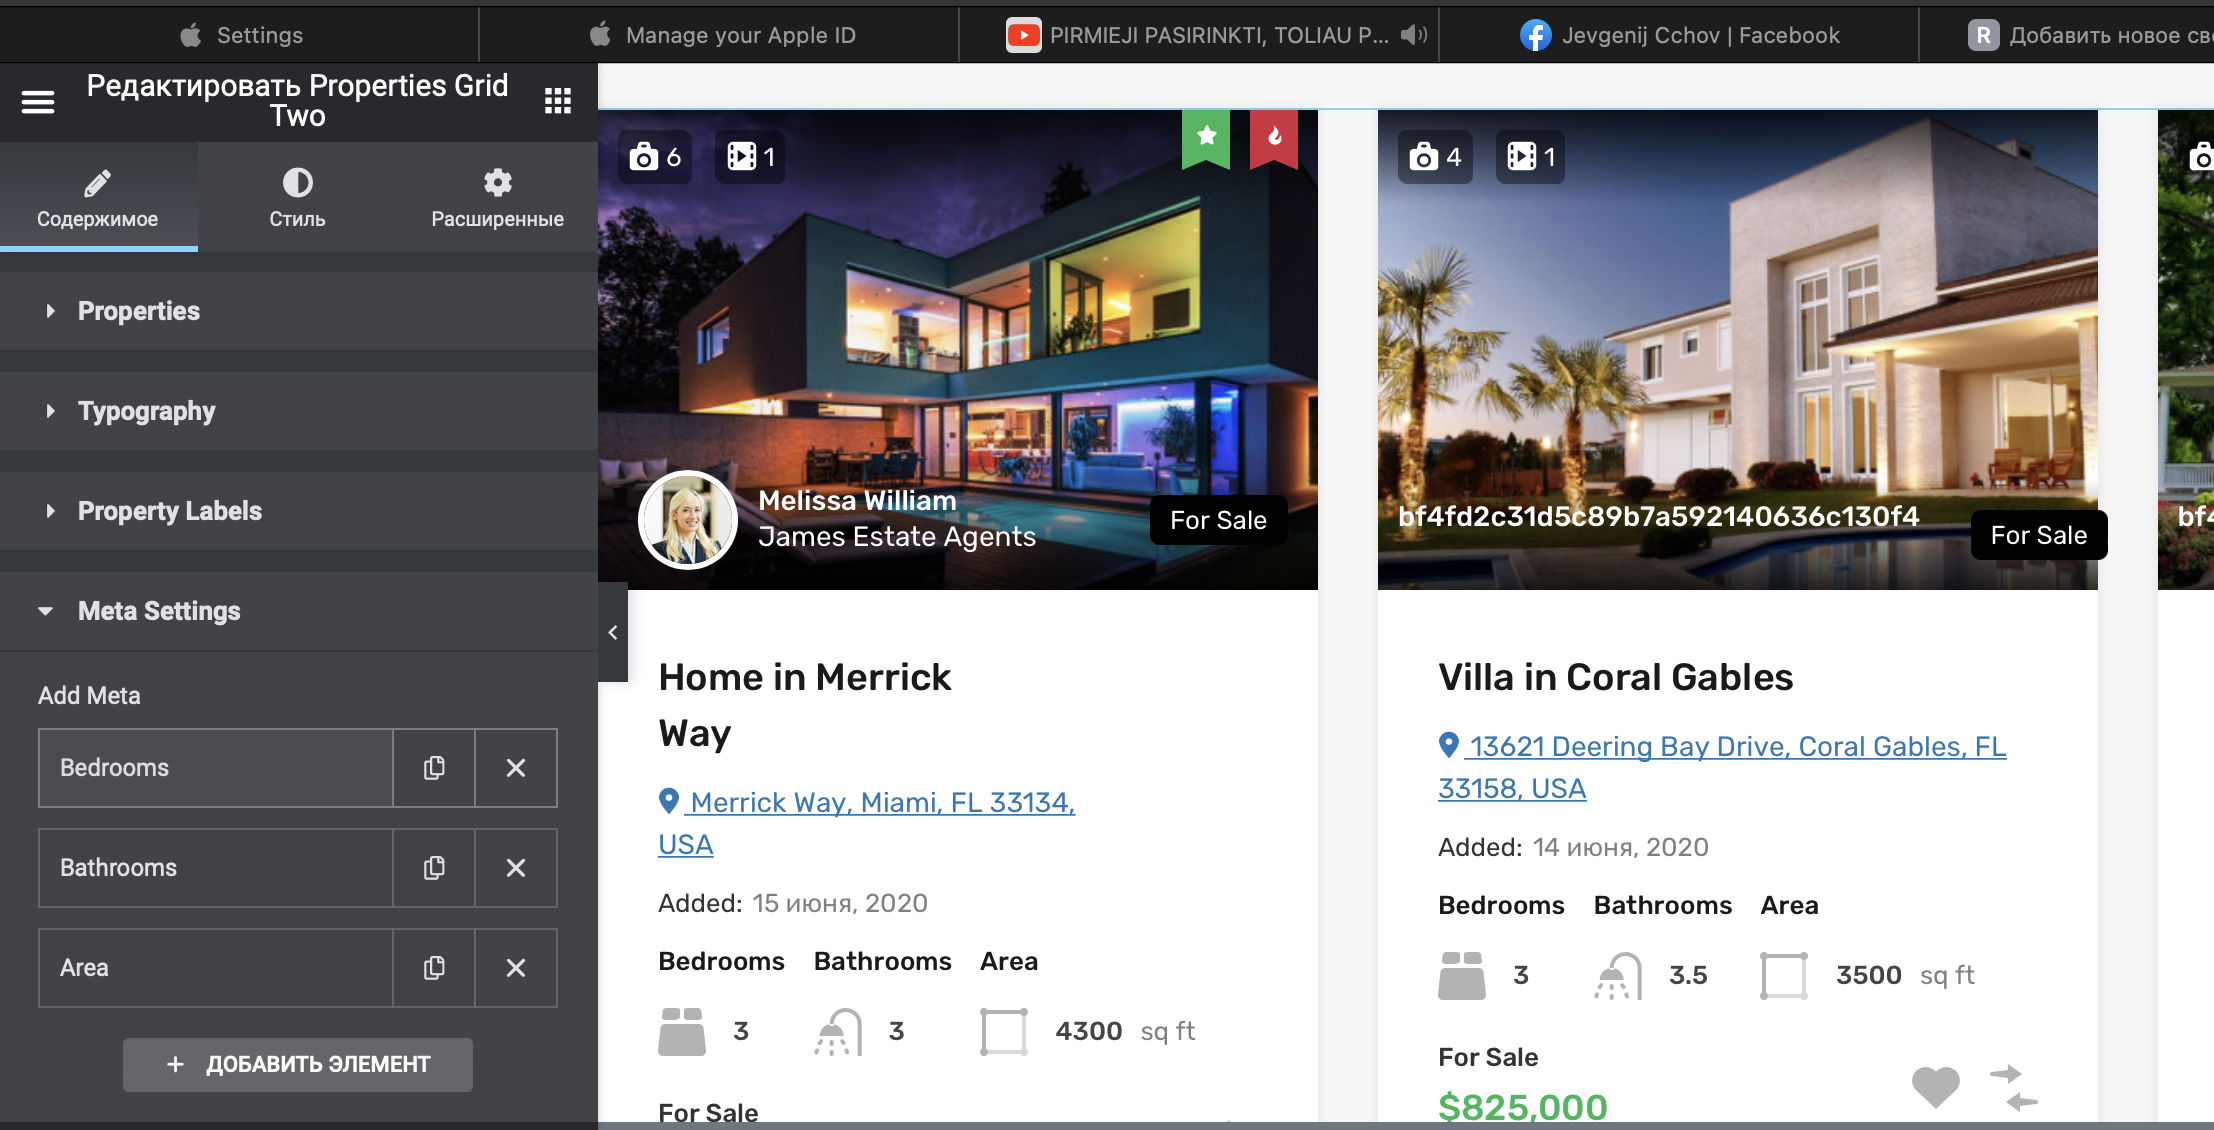 Settings
Manage your Apple ID
PIRMIEJI PASIRINKTI, TOLIAU P...
Jevgenij Cchov | Facebook
R Добавить новое св
Редактировать Properties Grid
Two
Содержимое
Стиль
Расширенные
Properties
Typography
Property Labels
Meta Settings
Add Meta
Bedrooms
Bathrooms
Area
+ ДОБАВИТЬ ЭЛЕМЕНТ
6
1
Melissa William
James Estate Agents
For Sale
Home in Merrick
Way
Merrick Way, Miami, FL 33134,
USA
Added: 15 июня, 2020
Bedrooms Bathrooms Area
3 3 4300 sq ft
For Sale
4
1
bf4fd2c31d5c89b7a592140636c130f4
For Sale
Villa in Coral Gables
13621 Deering Bay Drive, Coral Gables, FL
33158, USA
Added: 14 июня, 2020
Bedrooms Bathrooms Area
3 3.5 3500 sq ft
For Sale
$825,000
bf4